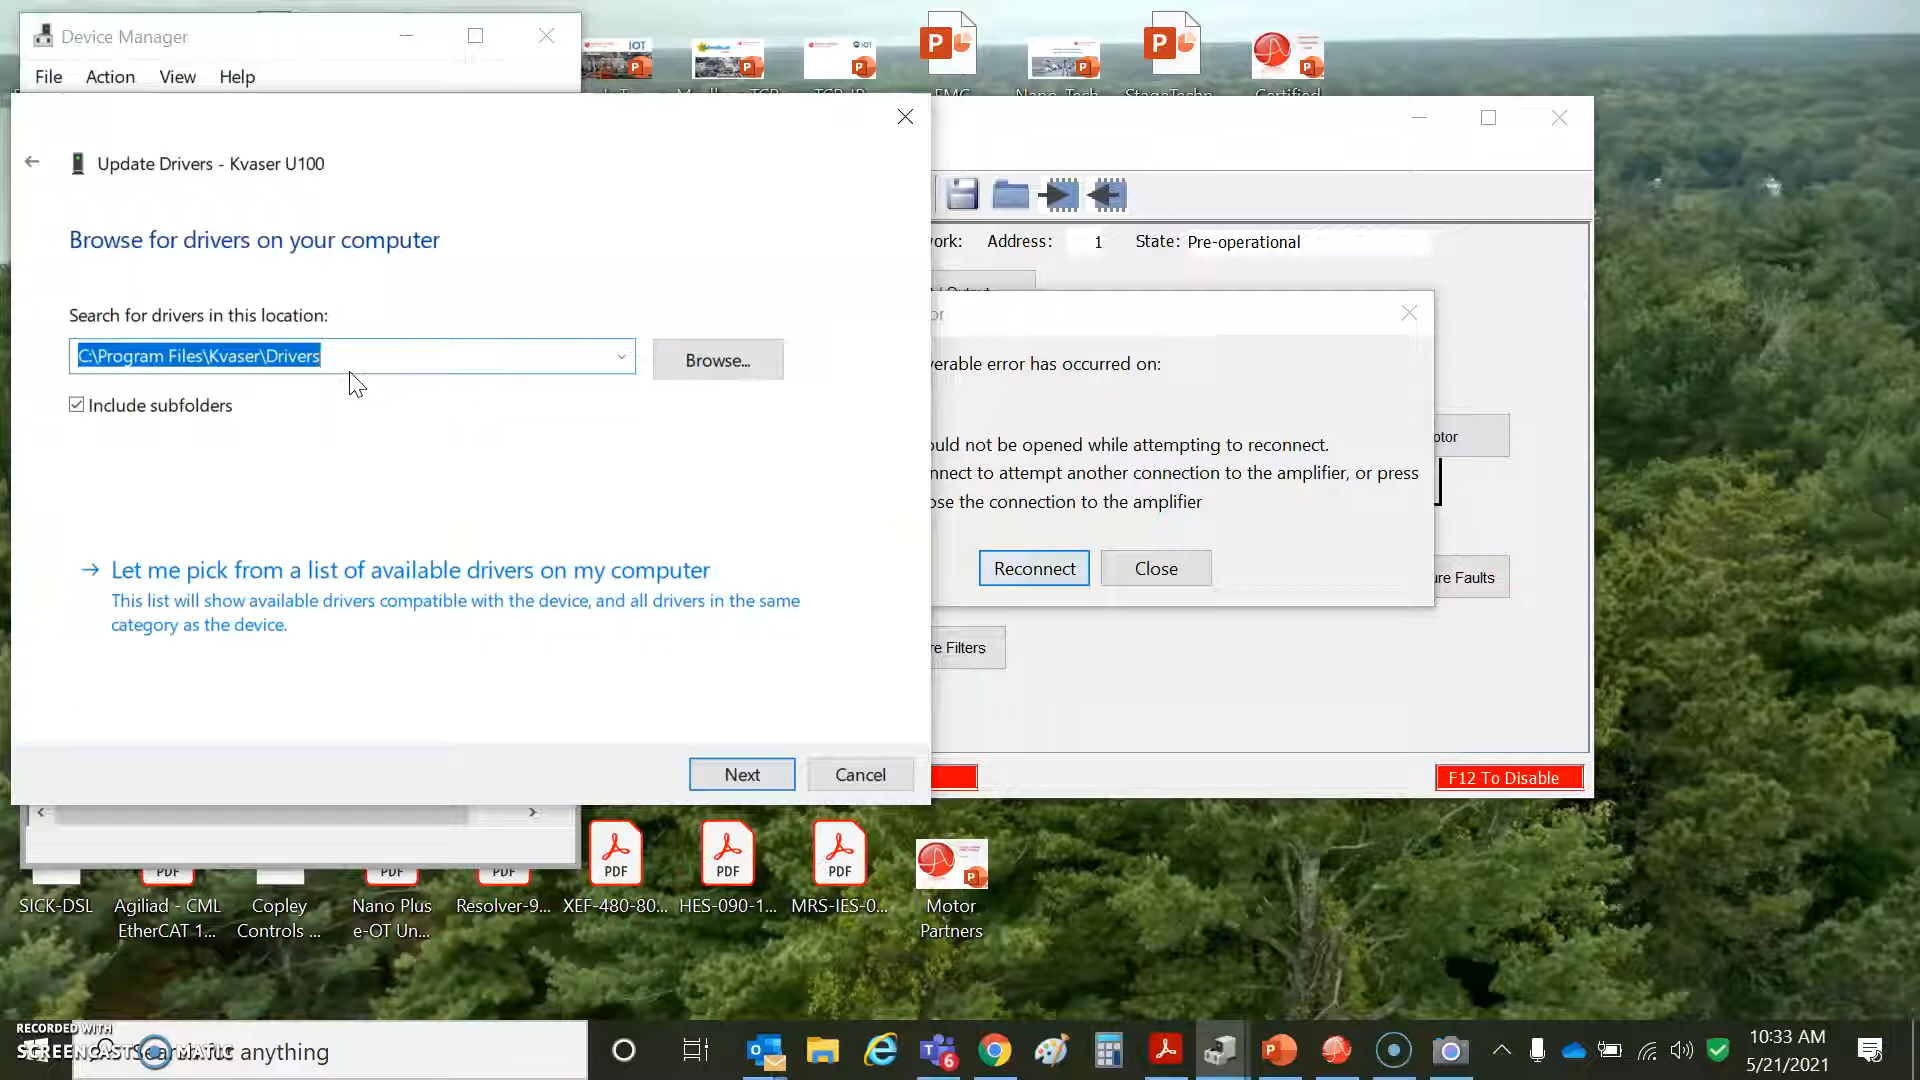 Device Manager
File Action View Help
Update Drivers - Kvaser U100
Browse for drivers on your computer
Search for drivers in this location:
C:\Program Files\Kvaser\Drivers
Browse...
Include subfolders
Let me pick from a list of available drivers on my computer
This list will show available drivers compatible with the device, and all drivers in the same
category as the device.
Next
Cancel
ork: Address: 1 State: Pre-operational
or
verable error has occurred on:
ould not be opened while attempting to reconnect.
nnect to attempt another connection to the amplifier, or press
ose the connection to the amplifier
Reconnect
Close
otor
ure Faults
re Filters
F12 To Disable
SICK-DSL
Agiliad - CML
EtherCAT 1...
Copley
Controls ...
Nano Plus
e-OT Un...
Resolver-9...
XEF-480-80...
HES-090-1...
MRS-IES-0...
Motor
Partners
PDF
PDF
PDF
PDF
PDF
PDF
RECORDED WITH
SCREENCAST MATIC
anything
10:33 AM
5/21/2021